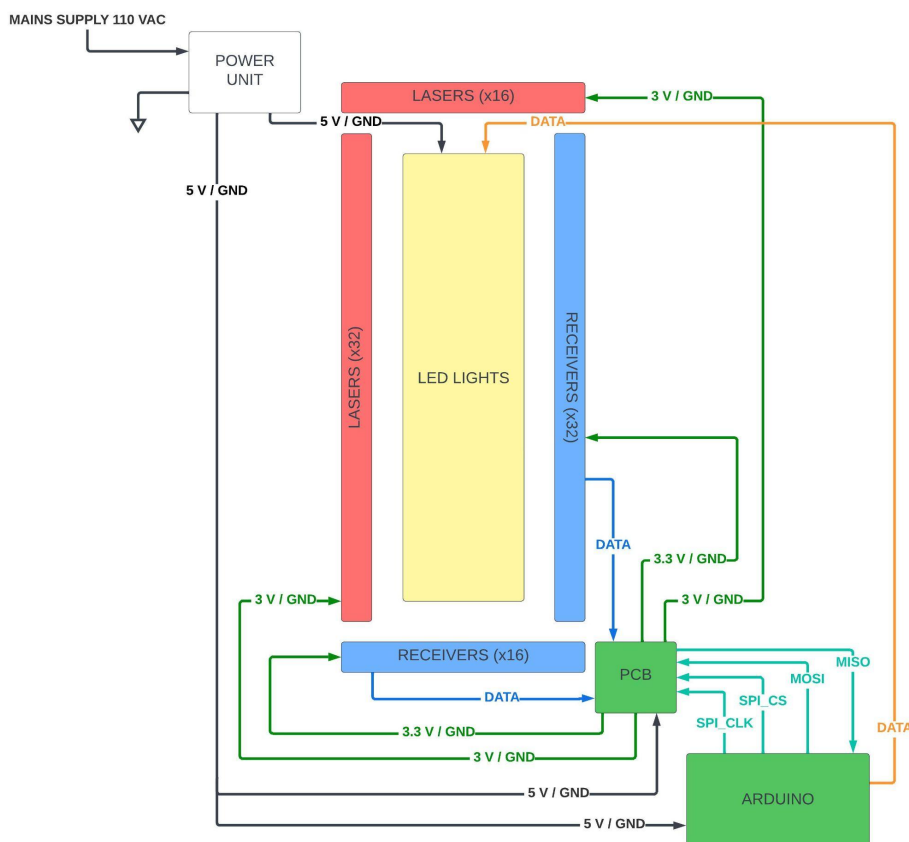 MAINS SUPPLY 110 VAC
POWER
UNIT
LASERS (x16)
3 V / GND
5 V / GND
DATA
5 V / GND
LASERS (x32)
LED LIGHTS
RECEIVERS (x32)
DATA
3.3 V / GND
3 V / GND
3 V / GND
RECEIVERS (x16)
PCB
MISO
MOSI
SPI_CS
SPI_CLK
DATA
DATA
3.3 V / GND
3 V / GND
5 V / GND
ARDUINO
5 V / GND